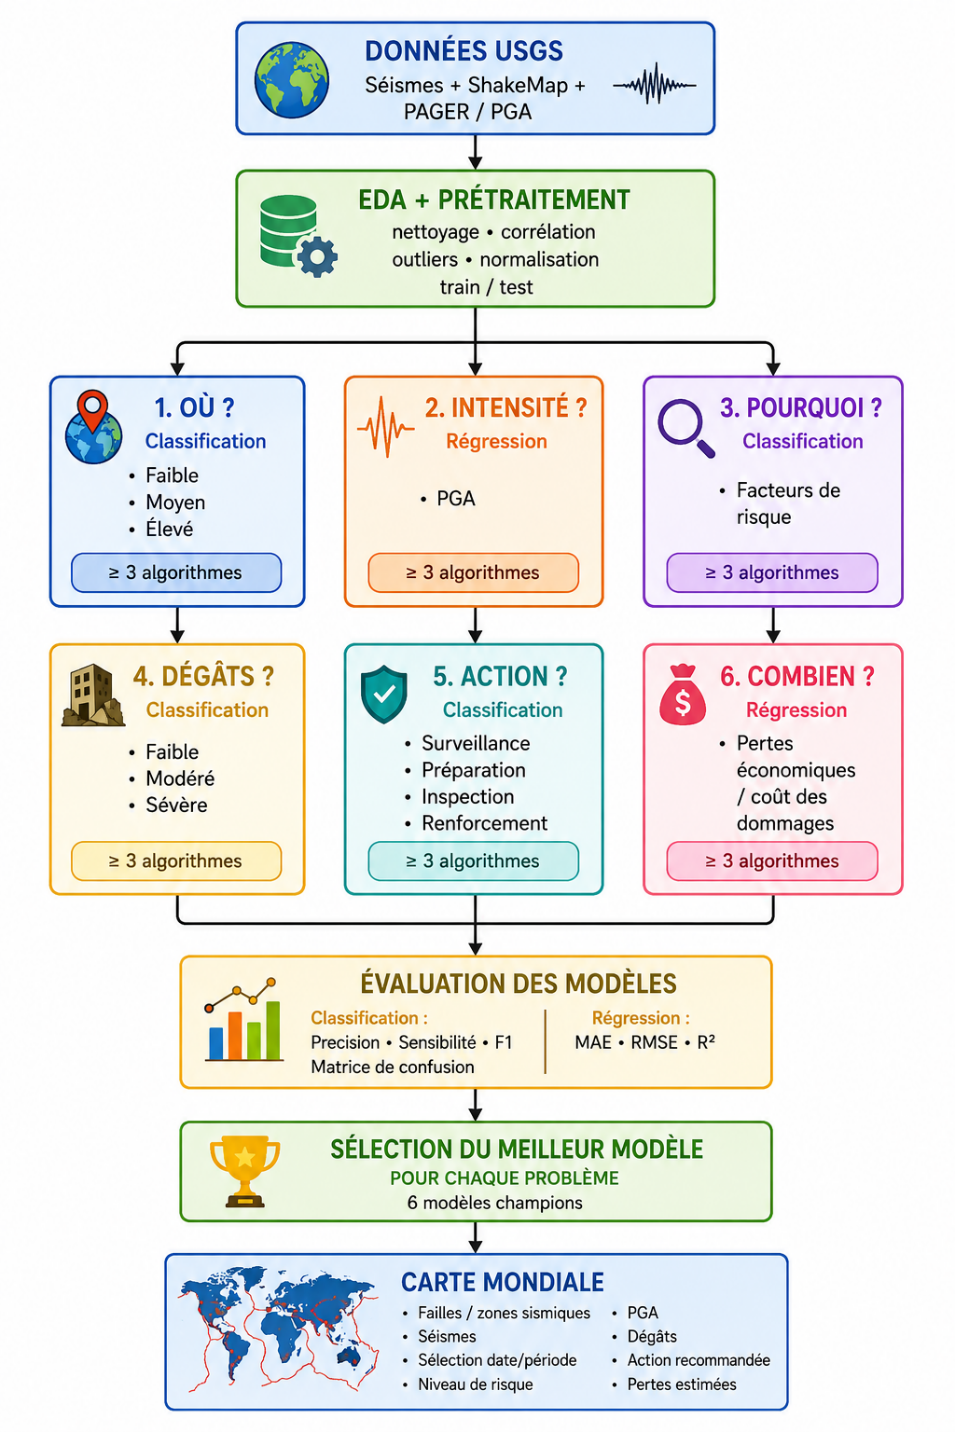 DONNÉES USGS
Séismes + ShakeMap +
PAGER / PGA
EDA + PRÉTRAITEMENT
nettoyage • corrélation
outliers • normalisation
train / test
1. OÙ ?
Classification
• Faible
• Moyen
• Élevé
≥ 3 algorithmes
2. INTENSITÉ ?
Régression
• PGA
≥ 3 algorithmes
3. POURQUOI ?
Classification
• Facteurs de
risque
≥ 3 algorithmes
4. DÉGÂTS ?
Classification
• Faible
• Modéré
• Sévère
≥ 3 algorithmes
5. ACTION ?
Classification
• Surveillance
• Préparation
• Inspection
• Renforcement
≥ 3 algorithmes
6. COMBIEN ?
Régression
• Pertes
économiques
/ coût des
dommages
$
≥ 3 algorithmes
ÉVALUATION DES MODÈLES
Classification :
Precision • Sensibilité • F1
Matrice de confusion
Régression :
MAE • RMSE • R²
SÉLECTION DU MEILLEUR MODÈLE
POUR CHAQUE PROBLÈME
6 modèles champions
CARTE MONDIALE
• Failles / zones sismiques
• Séismes
• Sélection date/période
• Niveau de risque
• PGA
• Dégâts
• Action recommandée
• Pertes estimées